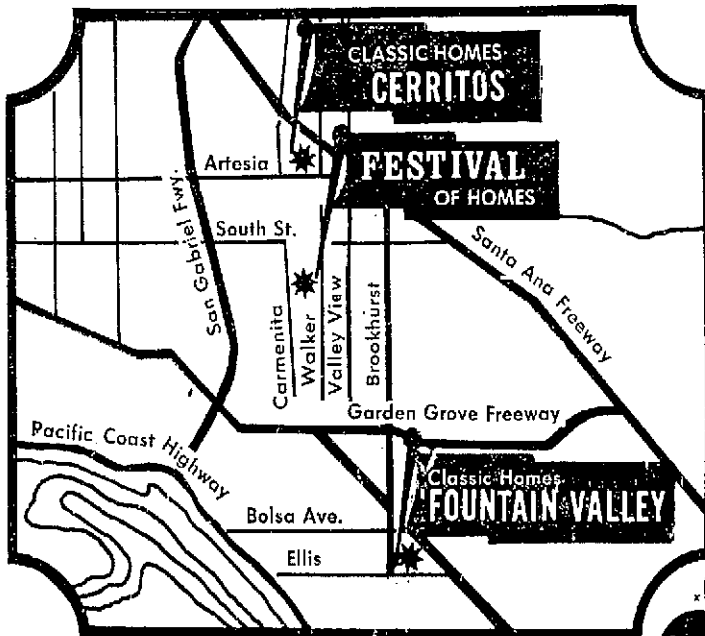 CLASSIC HOMES
CERRITOS
Artesia
FESTIVAL
OF HOMES
San Gabriel Fwy.
South St.
Santa Ana Freeway
Carmenita
Walker
Valley View
Brookhurst
Garden Grove Freeway
Pacific Coast Highway
Classic Homes
FOUNTAIN VALLEY
Bolsa Ave.
Ellis
x